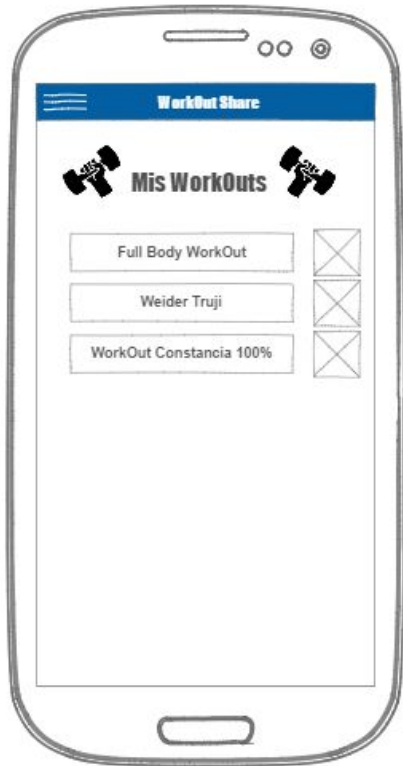 WorkOut Share
Mis WorkOuts
Full Body WorkOut
Weider Truji
WorkOut Constancia 100%